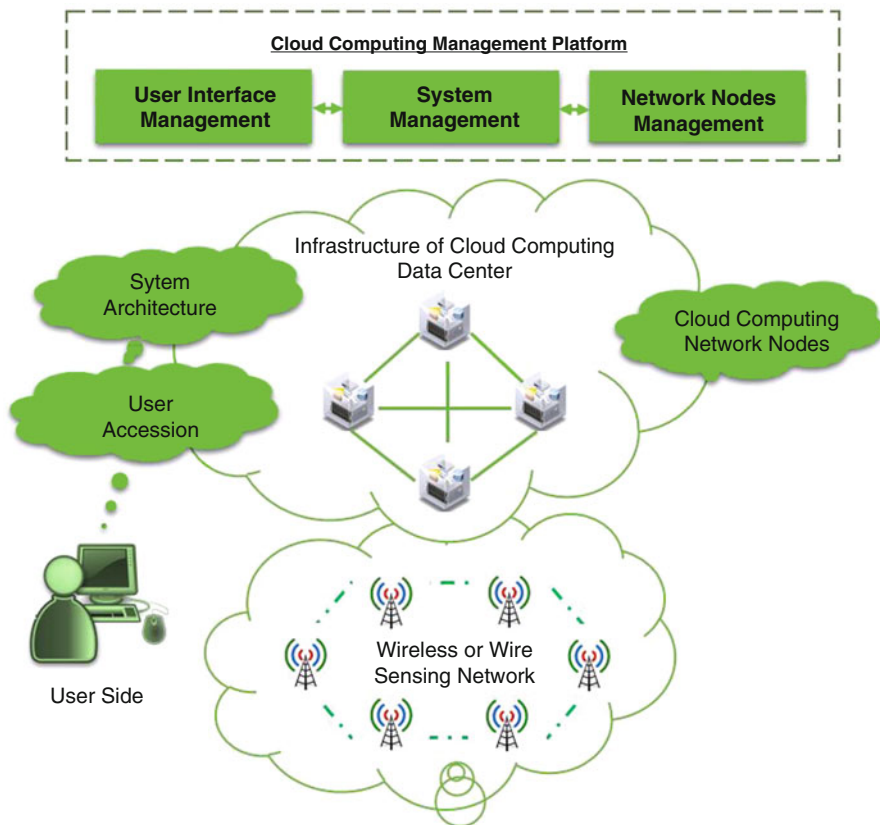 Cloud Computing Management Platform
User Interface
Management
System
Management
Network Nodes
Management
Infrastructure of Cloud Computing
Data Center
Sytem
Architecture
Cloud Computing
Network Nodes
User
Accession
Wireless or Wire
Sensing Network
User Side